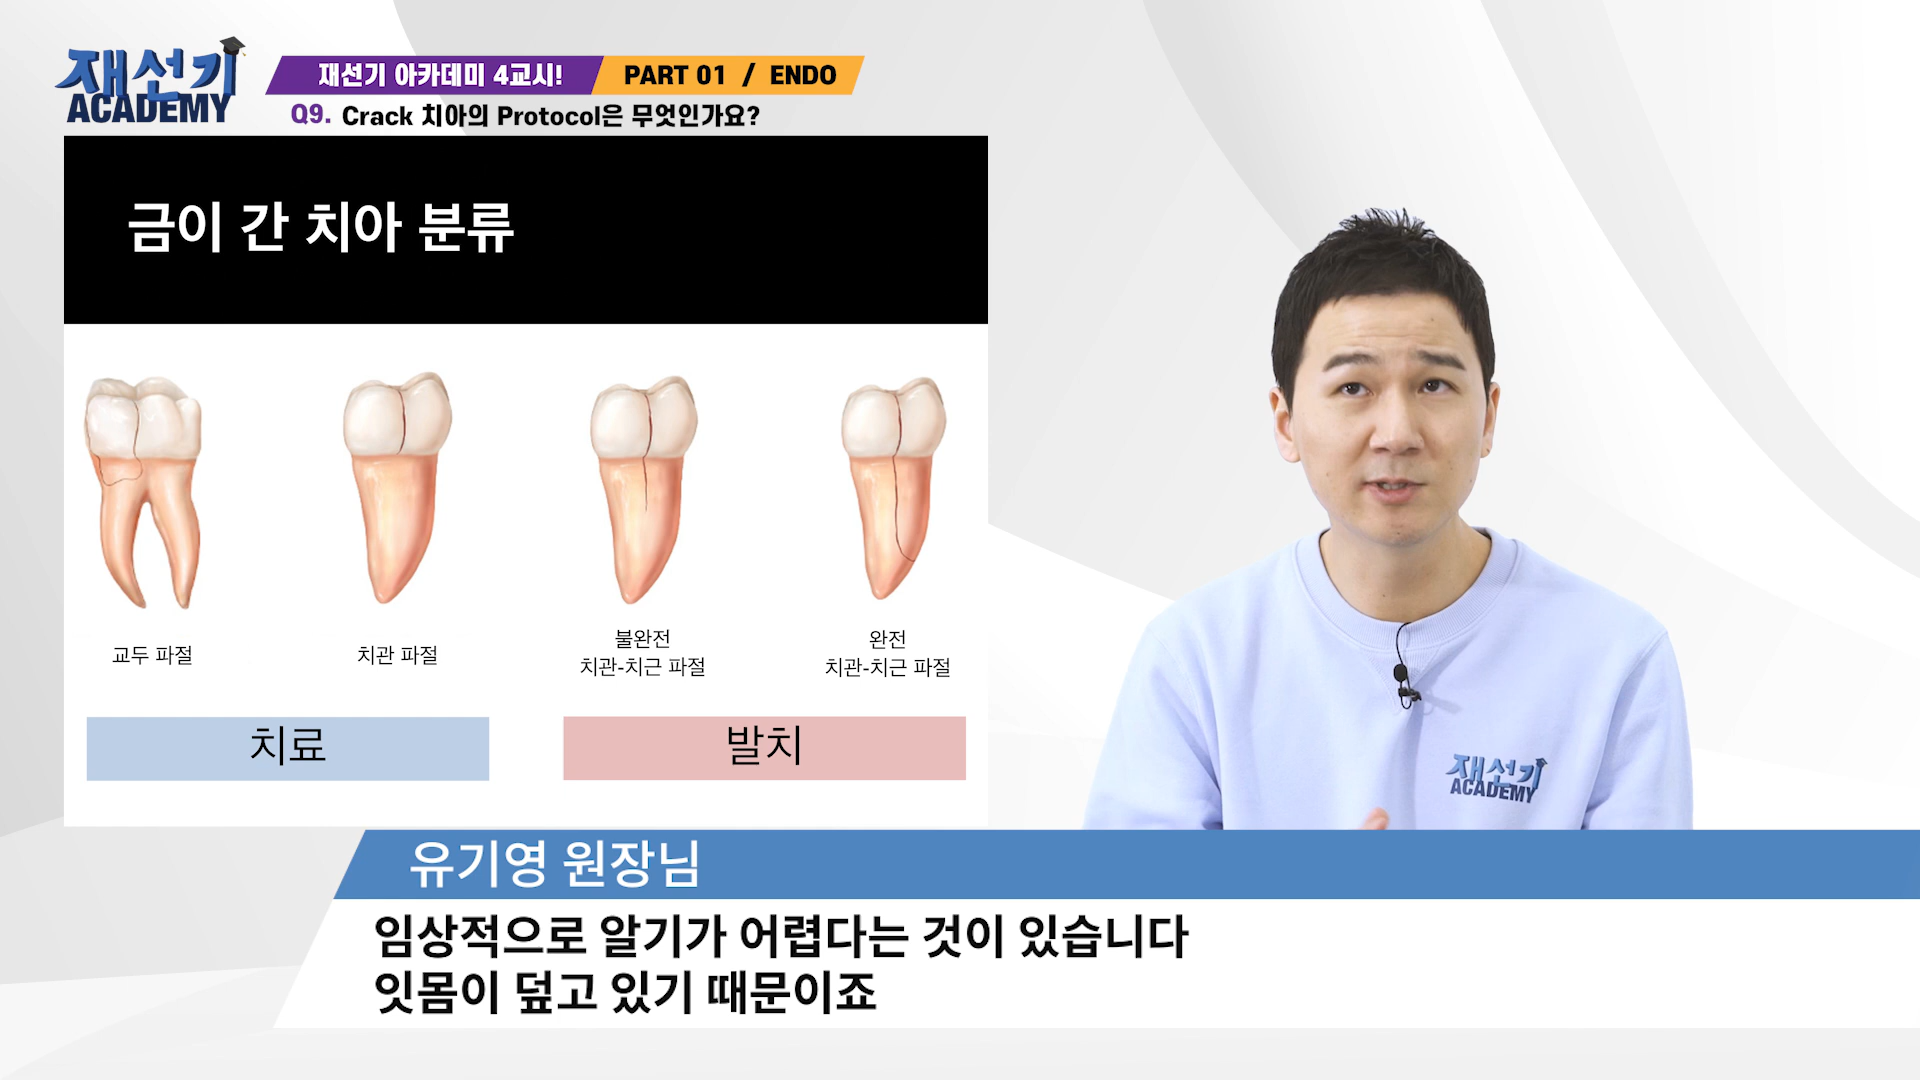 재선기
ACADEMY
재선기 아카데미 4교시!
PART 01 / ENDO
Q9. Crack 치아의 Protocol은 무엇인가요?
금이 간 치아 분류
교두 파절
치관 파절
불완전
치관-치근 파절
완전
치관-치근 파절
치료
발치
재선기
ACADEMY
유기영 원장님
임상적으로 알기가 어렵다는 것이 있습니다
잇몸이 덮고 있기 때문이죠